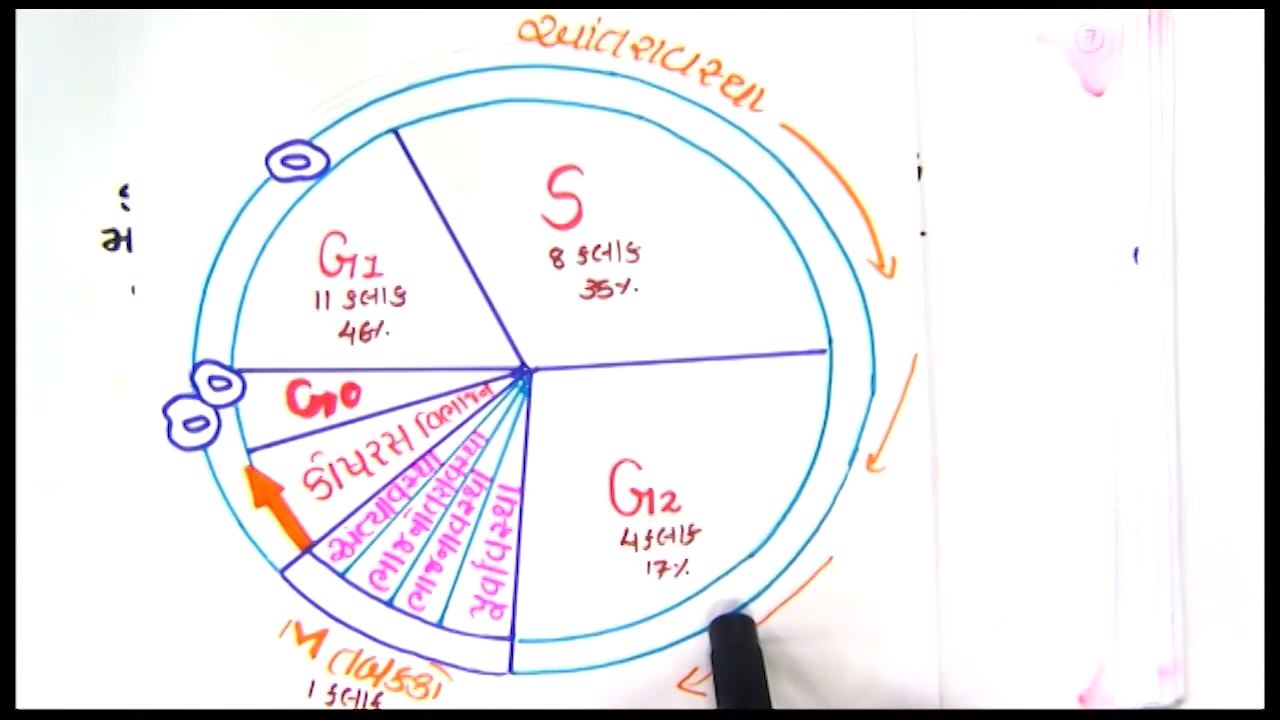 આંતરાવસ્થા
7
S
8 કલાક
35%
G1
11 કલાક
46%
G0
કોષરસ વિભાજન
અંત્યાવસ્થા
ભાજનોતરાવસ્થા
ભાજનાવસ્થા
પૂર્વાવસ્થા
G2
4 કલાક
17%
M તબક્કો
1 કલાક